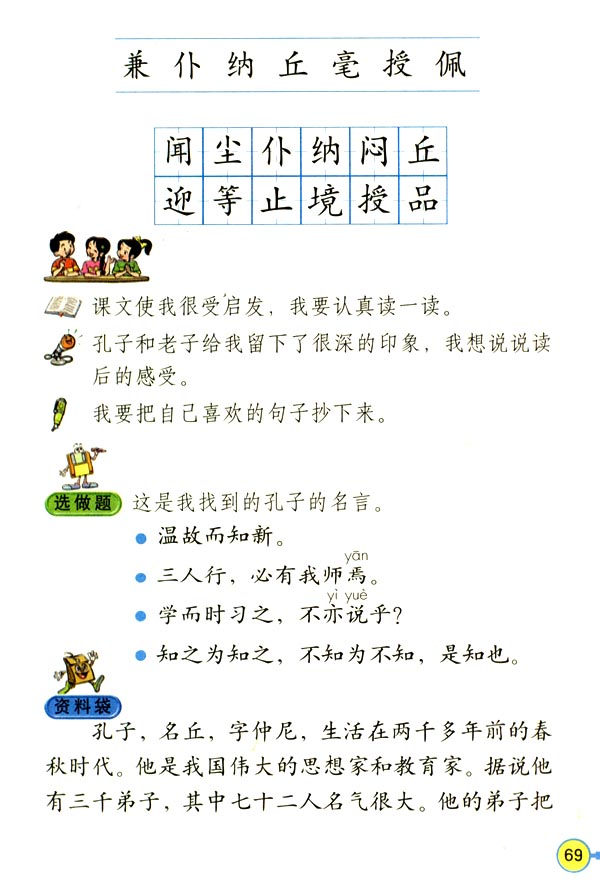 兼 仆 纳 丘 毫 授 佩
闻 尘 仆 纳 闷 丘
迎 等 止 境 授 品
课文使我很受启发，我要认真读一读。
孔子和老子给我留下了很深的印象，我想说说读
后的感受。
我要把自己喜欢的句子抄下来。
选做题 这是我找到的孔子的名言。
温故而知新。
yān
三人行，必有我师焉。
yì yuè
学而时习之，不亦说乎？
知之为知之，不知为不知，是知也。
资料袋
孔子，名丘，字仲尼，生活在两千多年前的春
秋时代。他是我国伟大的思想家和教育家。据说他
有三千弟子，其中七十二人名气很大。他的弟子把
69